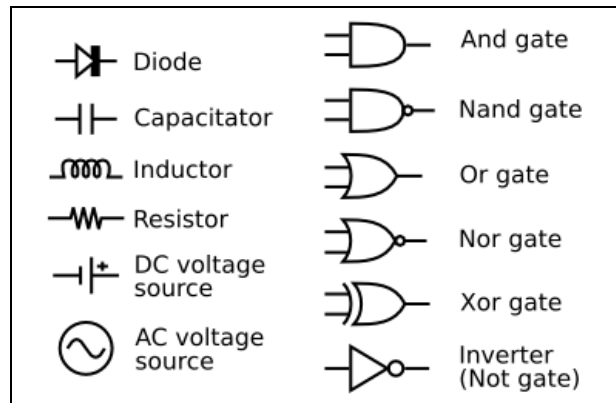 Diode
Capacitator
Inductor
Resistor
+
DC voltage
source
AC voltage
source
And gate
Nand gate
Or gate
Nor gate
Xor gate
Inverter
(Not gate)